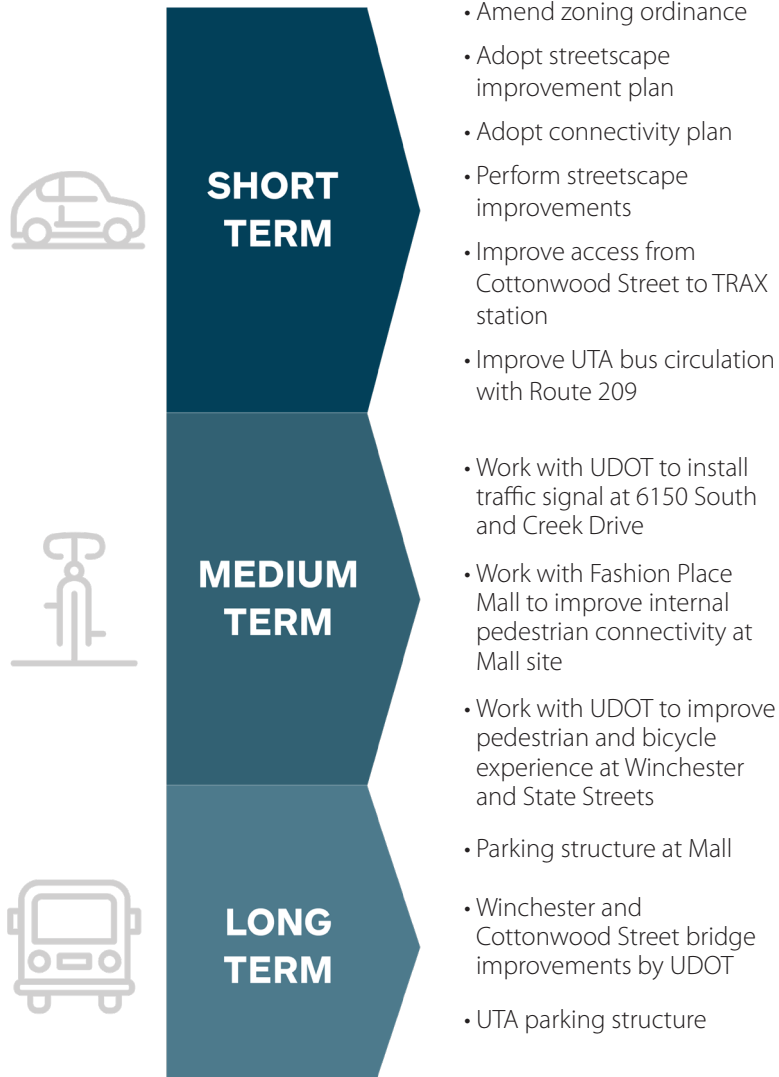 • Amend zoning ordinance
• Adopt streetscape
improvement plan
• Adopt connectivity plan
• Perform streetscape
improvements
• Improve access from
Cottonwood Street to TRAX
station
• Improve UTA bus circulation
with Route 209
SHORT
TERM
• Work with UDOT to install
traffic signal at 6150 South
and Creek Drive
• Work with Fashion Place
Mall to improve internal
pedestrian connectivity at
Mall site
• Work with UDOT to improve
pedestrian and bicycle
experience at Winchester
and State Streets
MEDIUM
TERM
• Parking structure at Mall
• Winchester and
Cottonwood Street bridge
improvements by UDOT
• UTA parking structure
LONG
TERM